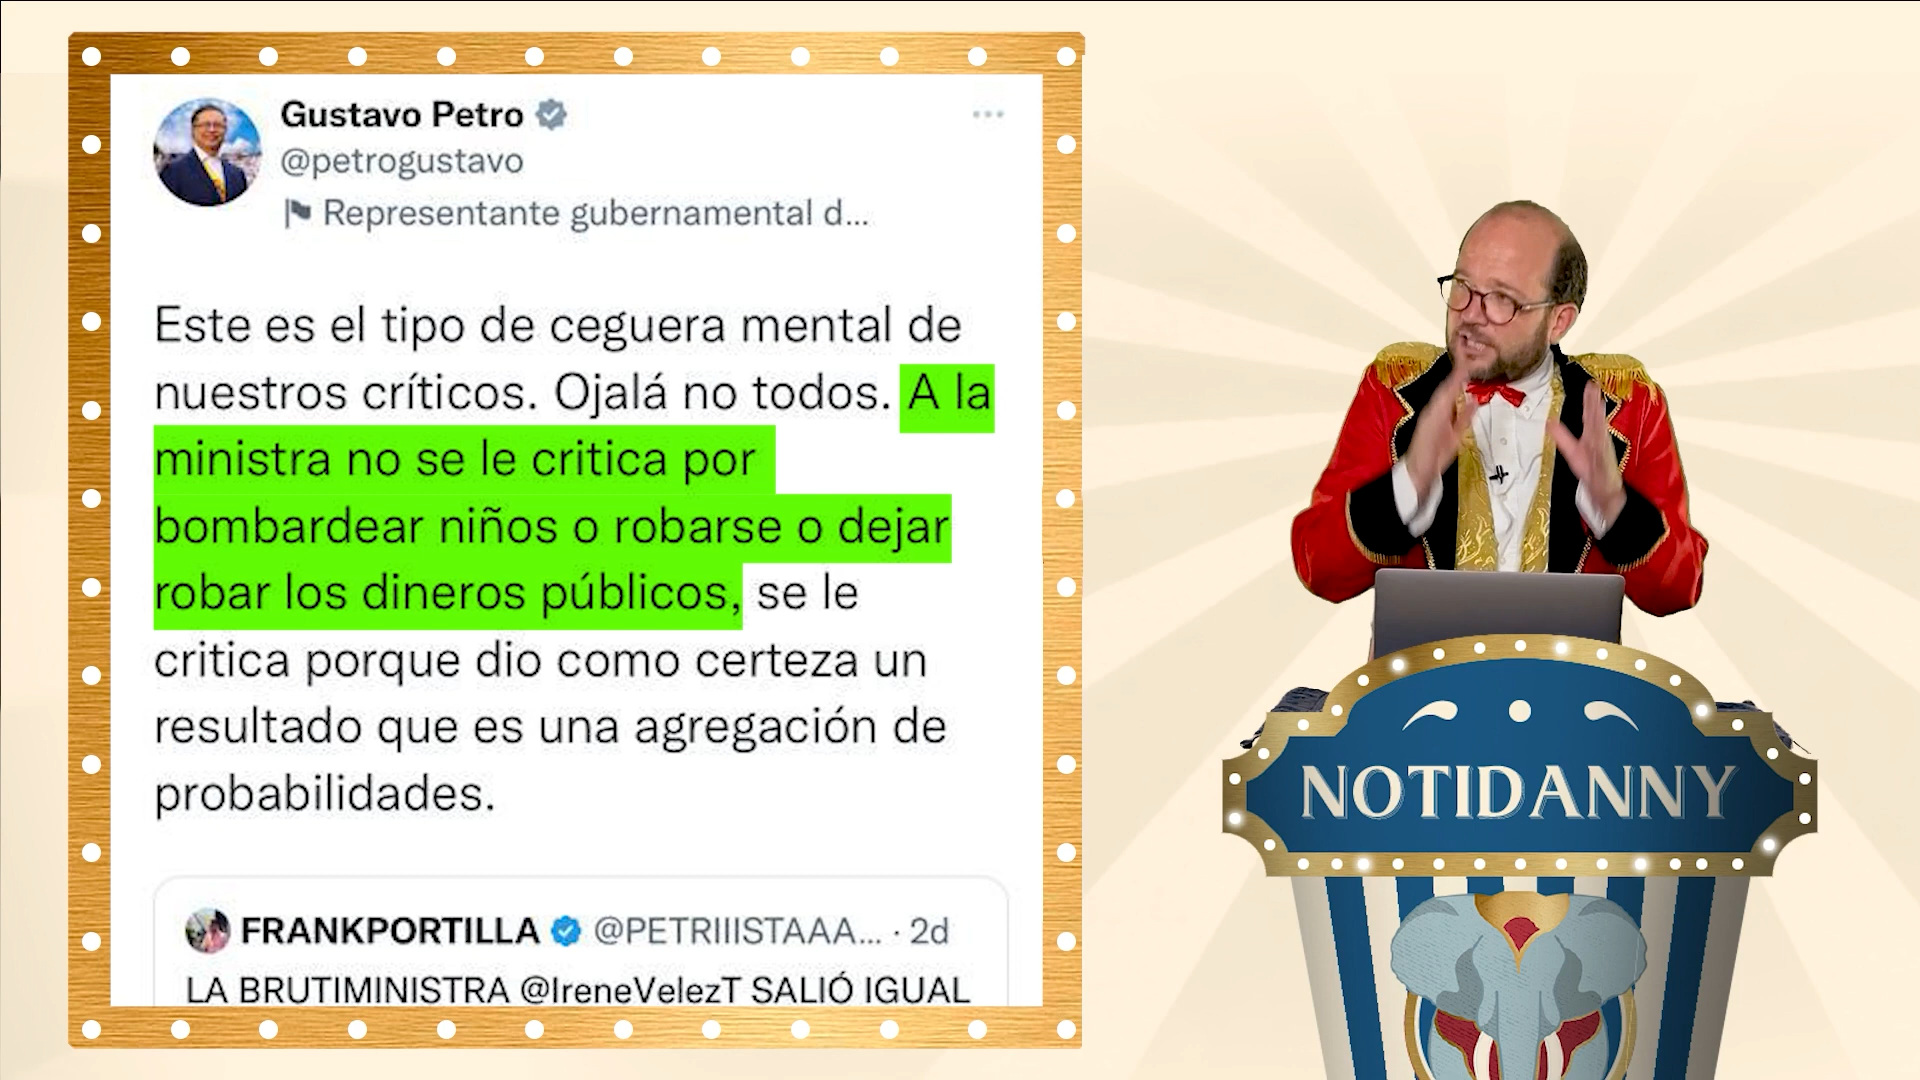 Gustavo Petro
@petrogustavo
Representante gubernamental d...
Este es el tipo de ceguera mental de
nuestros críticos. Ojalá no todos. A la
ministra no se le critica por
bombardear niños o robarse o dejar
robar los dineros públicos, se le
critica porque dio como certeza un
resultado que es una agregación de
probabilidades.
FRANKPORTILLA @PETRIIISTAAA... · 2d
LA BRUTIMINISTRA @IreneVelezT SALIÓ IGUAL
NOTIDANNY